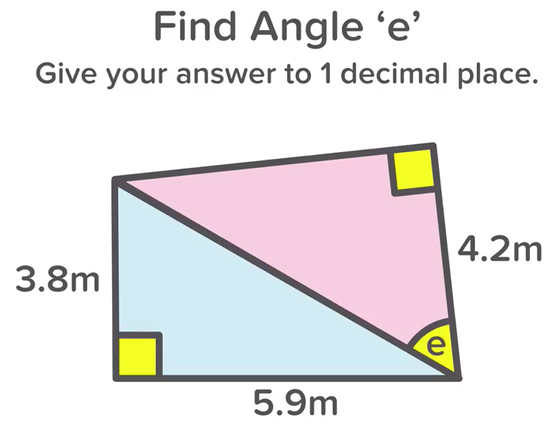 Find Angle ‘e’
Give your answer to 1 decimal place.
4.2m
3.8m
e
5.9m